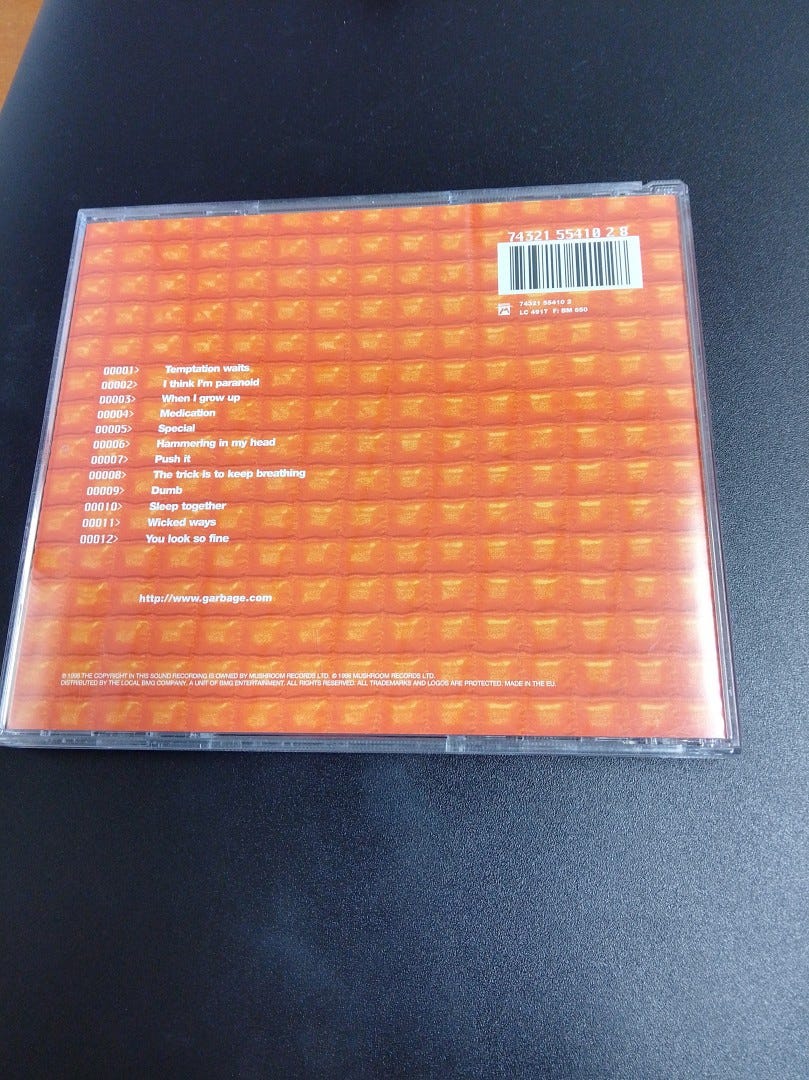 74321 55410 2 8
74321 55410 2
LC 4917 F: BM 650
00001> Temptation waits
00002> I think I'm paranoid
00003> When I grow up
00004> Medication
00005> Special
00006> Hammering in my head
00007> Push it
00008> The trick is to keep breathing
00009> Dumb
00010> Sleep together
00011> Wicked ways
00012> You look so fine
http://www.garbage.com
℗ 1998 THE COPYRIGHT IN THIS SOUND RECORDING IS OWNED BY MUSHROOM RECORDS LTD. © 1998 MUSHROOM RECORDS LTD.
DISTRIBUTED BY THE LOCAL BMG COMPANY. A UNIT OF BMG ENTERTAINMENT. ALL RIGHTS RESERVED. ALL TRADEMARKS AND LOGOS ARE PROTECTED. MADE IN THE EU.